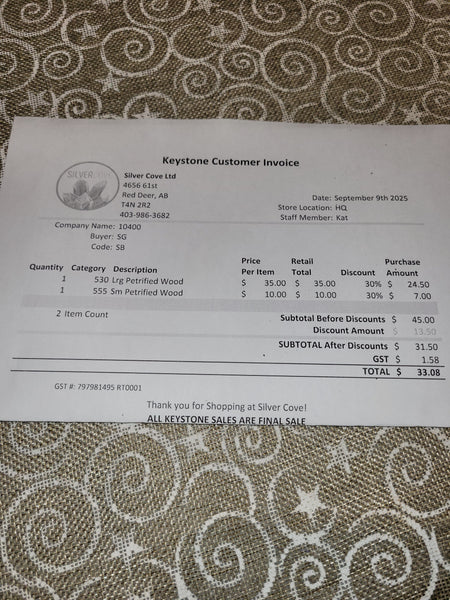 Keystone Customer Invoice
SILVER COVE
Silver Cove Ltd
4656 61st
Red Deer, AB
T4N 2R2
403-986-3682
Date: September 9th 2025
Store Location: HQ
Staff Member: Kat
Company Name: 10400
Buyer: SG
Code: SB
Quantity Category Description Price Per Item Retail Total Discount Purchase Amount
1 530 Lrg Petrified Wood $ 35.00 $ 35.00 30% $ 24.50
1 555 Sm Petrified Wood $ 10.00 $ 10.00 30% $ 7.00
2 Item Count
Subtotal Before Discounts $ 45.00
Discount Amount $ 13.50
SUBTOTAL After Discounts $ 31.50
GST $ 1.58
TOTAL $ 33.08
GST #: 797981495 RT0001
Thank you for Shopping at Silver Cove!
ALL KEYSTONE SALES ARE FINAL SALE